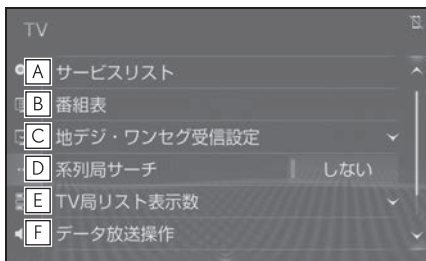 TV
A サービスリスト
B 番組表
C 地デジ・ワンセグ受信設定
D 系列局サーチ しない
E TV局リスト表示数
F データ放送操作